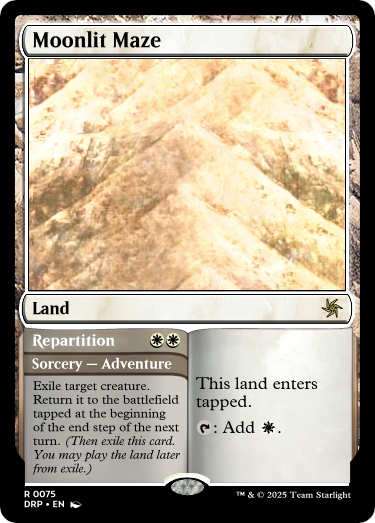 Moonlit Maze
Land
Repartition
Sorcery — Adventure
Exile target creature.
Return it to the battlefield
tapped at the beginning
of the end step of the next
turn. (Then exile this card.
You may play the land later
from exile.)
This land enters
tapped.
: Add .
R 0075
DRP • EN
™ & © 2025 Team Starlight